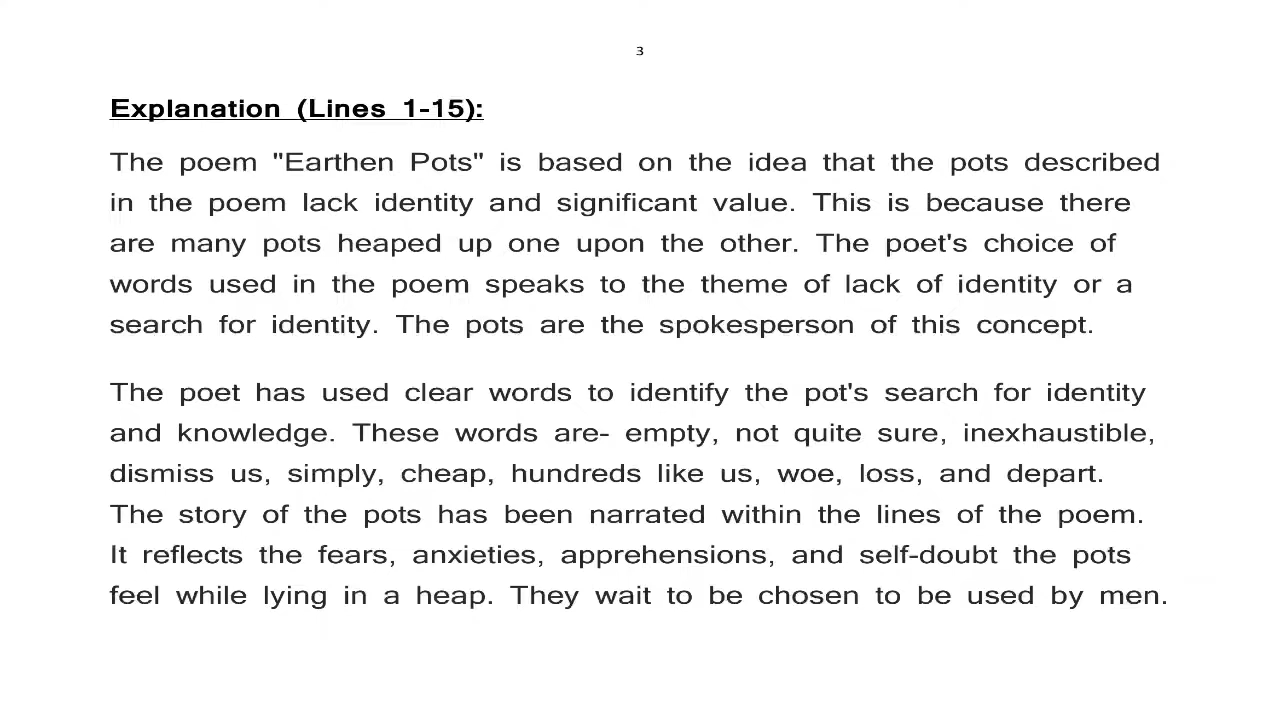 3
Explanation (Lines 1-15):
The poem "Earthen Pots" is based on the idea that the pots described
in the poem lack identity and significant value. This is because there
are many pots heaped up one upon the other. The poet's choice of
words used in the poem speaks to the theme of lack of identity or a
search for identity. The pots are the spokesperson of this concept.
The poet has used clear words to identify the pot's search for identity
and knowledge. These words are- empty, not quite sure, inexhaustible,
dismiss us, simply, cheap, hundreds like us, woe, loss, and depart.
The story of the pots has been narrated within the lines of the poem.
It reflects the fears, anxieties, apprehensions, and self-doubt the pots
feel while lying in a heap. They wait to be chosen to be used by men.